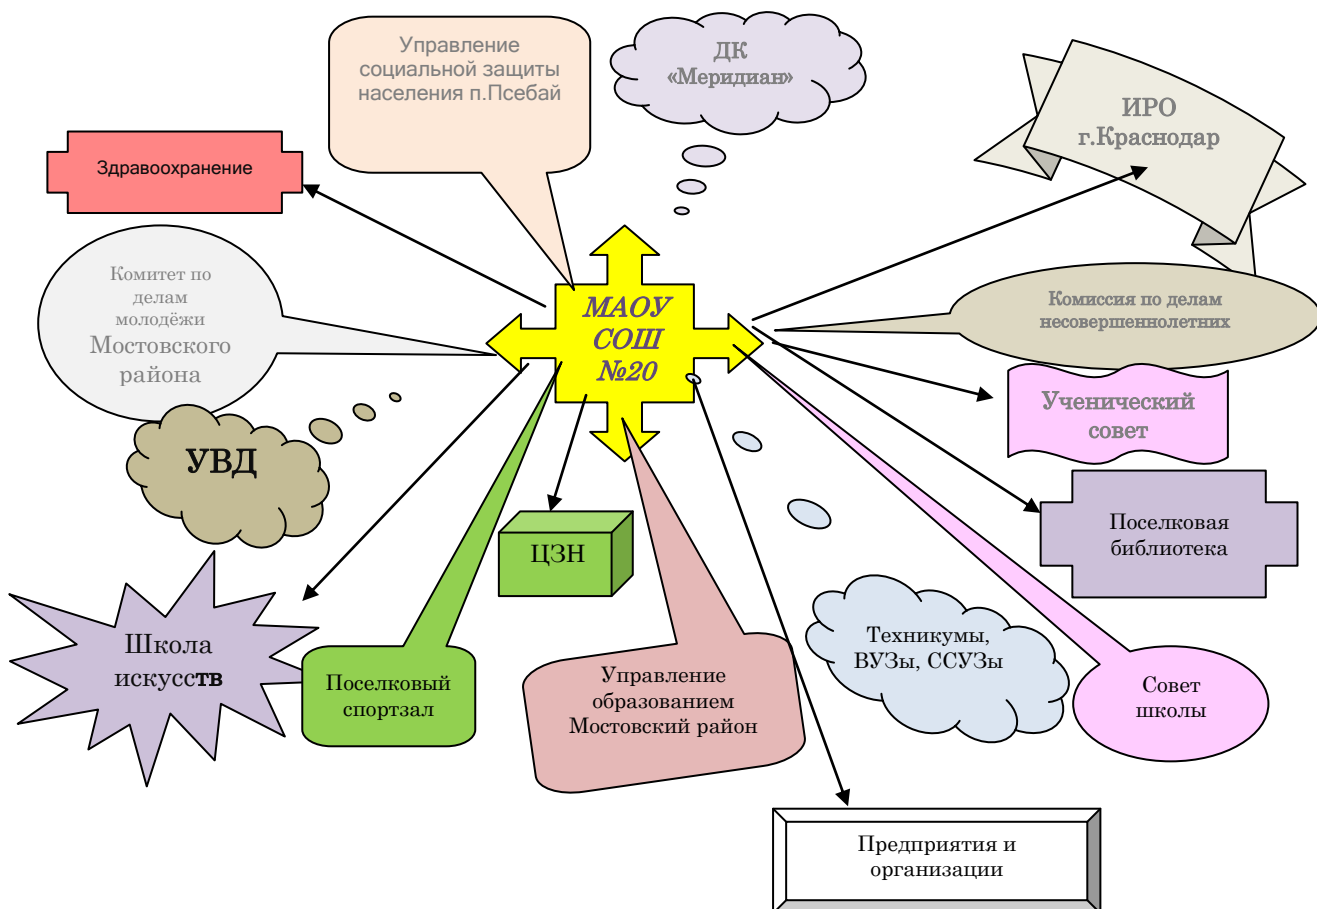 Управление
социальной защиты
населения п.Псебай
ДК
«Меридиан»
ИРО
г.Краснодар
Здравоохранение
Комитет по
делам
молодёжи
Мостовского
района
МАОУ
СОШ
№20
Комиссия по делам
несовершеннолетних
Ученический
совет
УВД
ЦЗН
Поселковая
библиотека
Школа
искусств
Поселковый
спортзал
Управление
образованием
Мостовский район
Техникумы,
ВУЗы, ССУЗы
Совет
школы
Предприятия и
организации